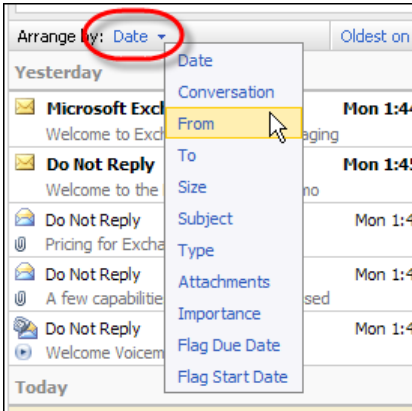 Arrange by: Date
Oldest on
Yesterday
Date
Conversation
From
To
Size
Subject
Type
Attachments
Importance
Flag Due Date
Flag Start Date
Microsoft Excl
Mon 1:44
Welcome to Exch
aging
Do Not Reply
Mon 1:45
Welcome to the
mo
Do Not Reply
Mon 1:4
Pricing for Excha
Do Not Reply
Mon 1:4
A few capabilitie
sed
Do Not Reply
Mon 1:4
Welcome Voicem
Today